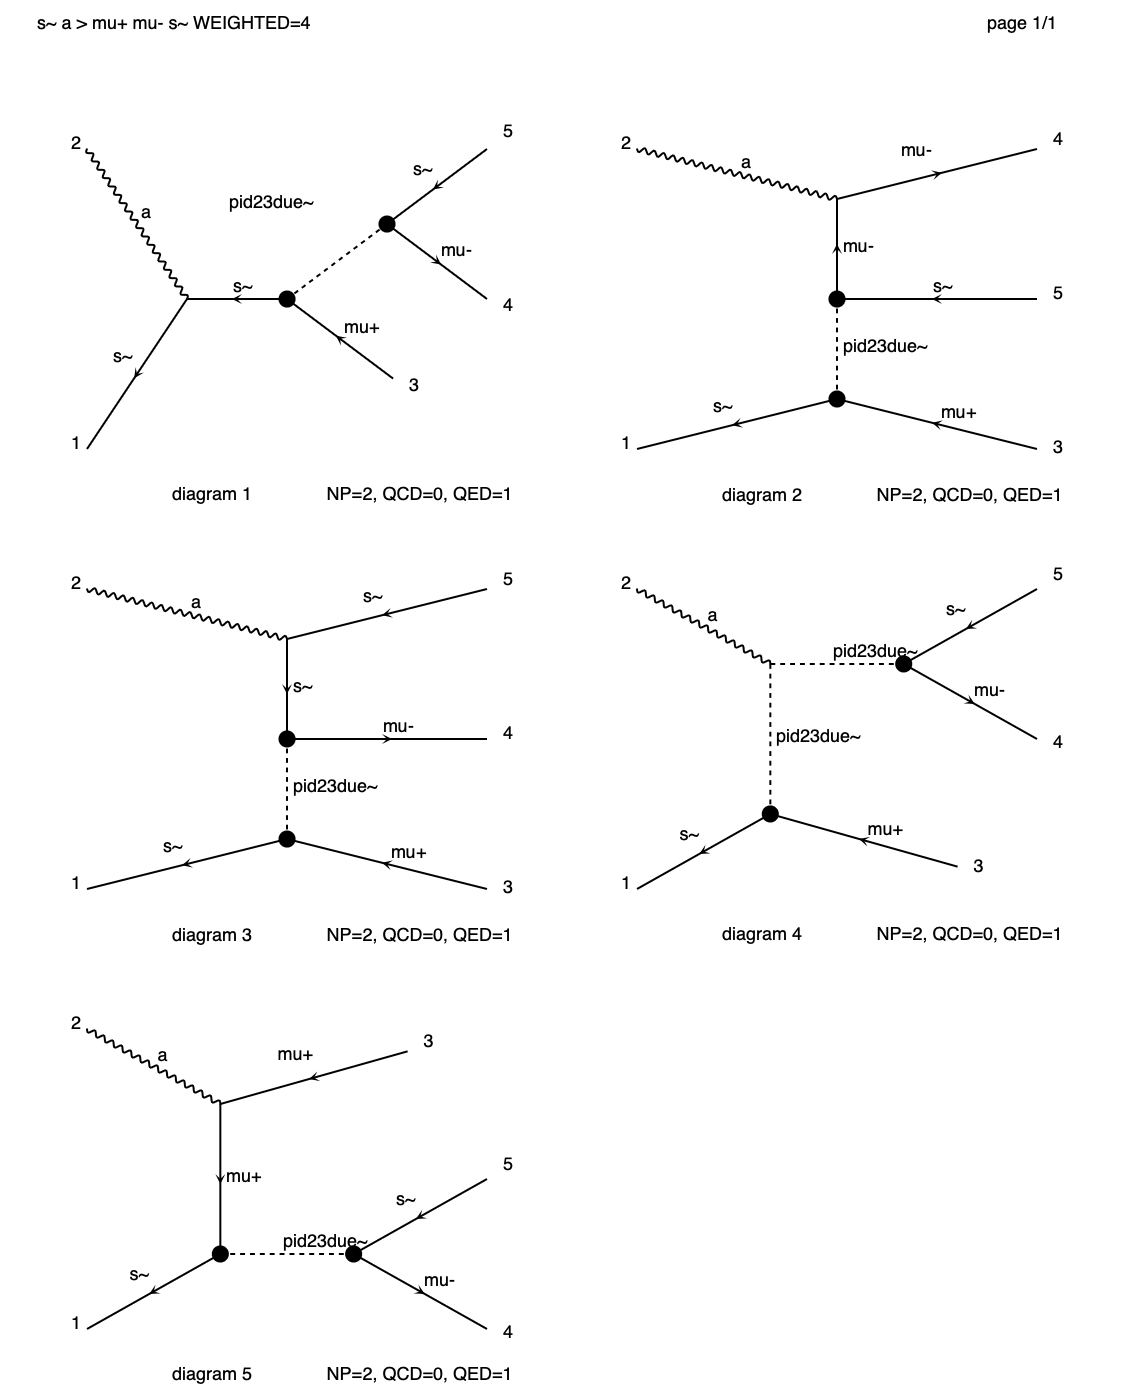 s~ a > mu+ mu- s~ WEIGHTED=4
page 1/1
2
a
s~
1
s~
pid23due~
s~
5
mu-
4
mu+
3
diagram 1
NP=2, QCD=0, QED=1
2
a
mu-
4
mu-
s~
5
pid23due~
s~
1
mu+
3
diagram 2
NP=2, QCD=0, QED=1
2
a
s~
5
s~
mu-
4
pid23due~
s~
1
mu+
3
diagram 3
NP=2, QCD=0, QED=1
2
a
s~
5
pid23due~
mu-
4
pid23due~
s~
1
mu+
3
diagram 4
NP=2, QCD=0, QED=1
2
a
mu+
3
mu+
s~
5
pid23due~
s~
1
mu-
4
diagram 5
NP=2, QCD=0, QED=1